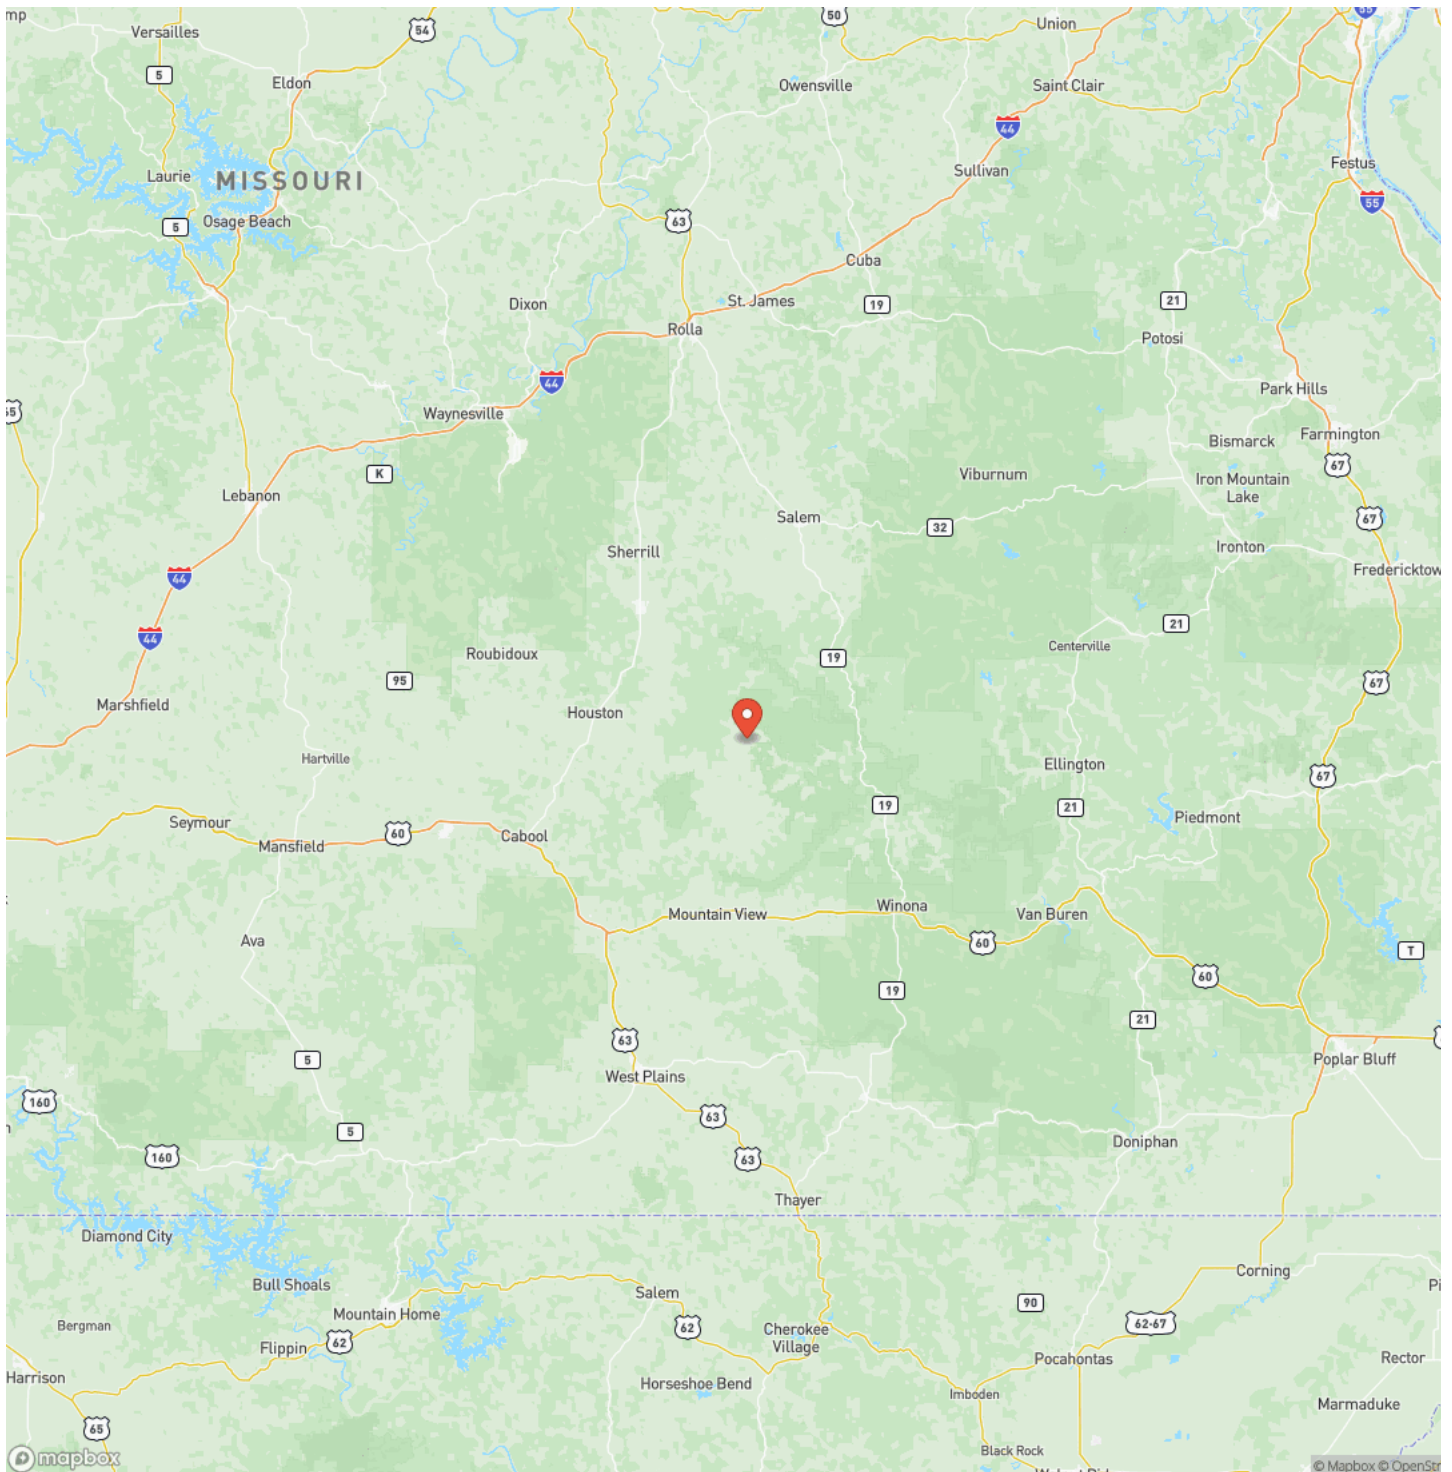 mp
Versailles
54
50
Union
55
5
Eldon
Owensville
Saint Clair
44
Laurie
MISSOURI
Sullivan
Festus
5
Osage Beach
63
55
Cuba
Dixon
St. James
19
21
Rolla
Potosi
44
Park Hills
Waynesville
Bismarck
Farmington
K
Viburnum
67
Iron Mountain
Lake
Lebanon
Salem
32
67
Sherrill
Ironton
44
Fredericktow
44
21
Centerville
Roubidoux
19
95
67
Marshfield
Houston
Hartville
Ellington
67
19
21
Piedmont
Seymour
60
Cabool
Mansfield
Mountain View
Winona
Van Buren
Ava
60
T
60
19
21
63
5
West Plains
Poplar Bluff
160
63
5
Doniphan
160
63
Thayer
Diamond City
Corning
Bull Shoals
Salem
Pi
Mountain Home
90
Bergman
62
62
Cherokee
Village
62-67
Flippin
Pocahontas
Rector
Harrison
Horseshoe Bend
Imboden
Marmaduke
65
Black Rock
mapbox
© Mapbox © OpenStr